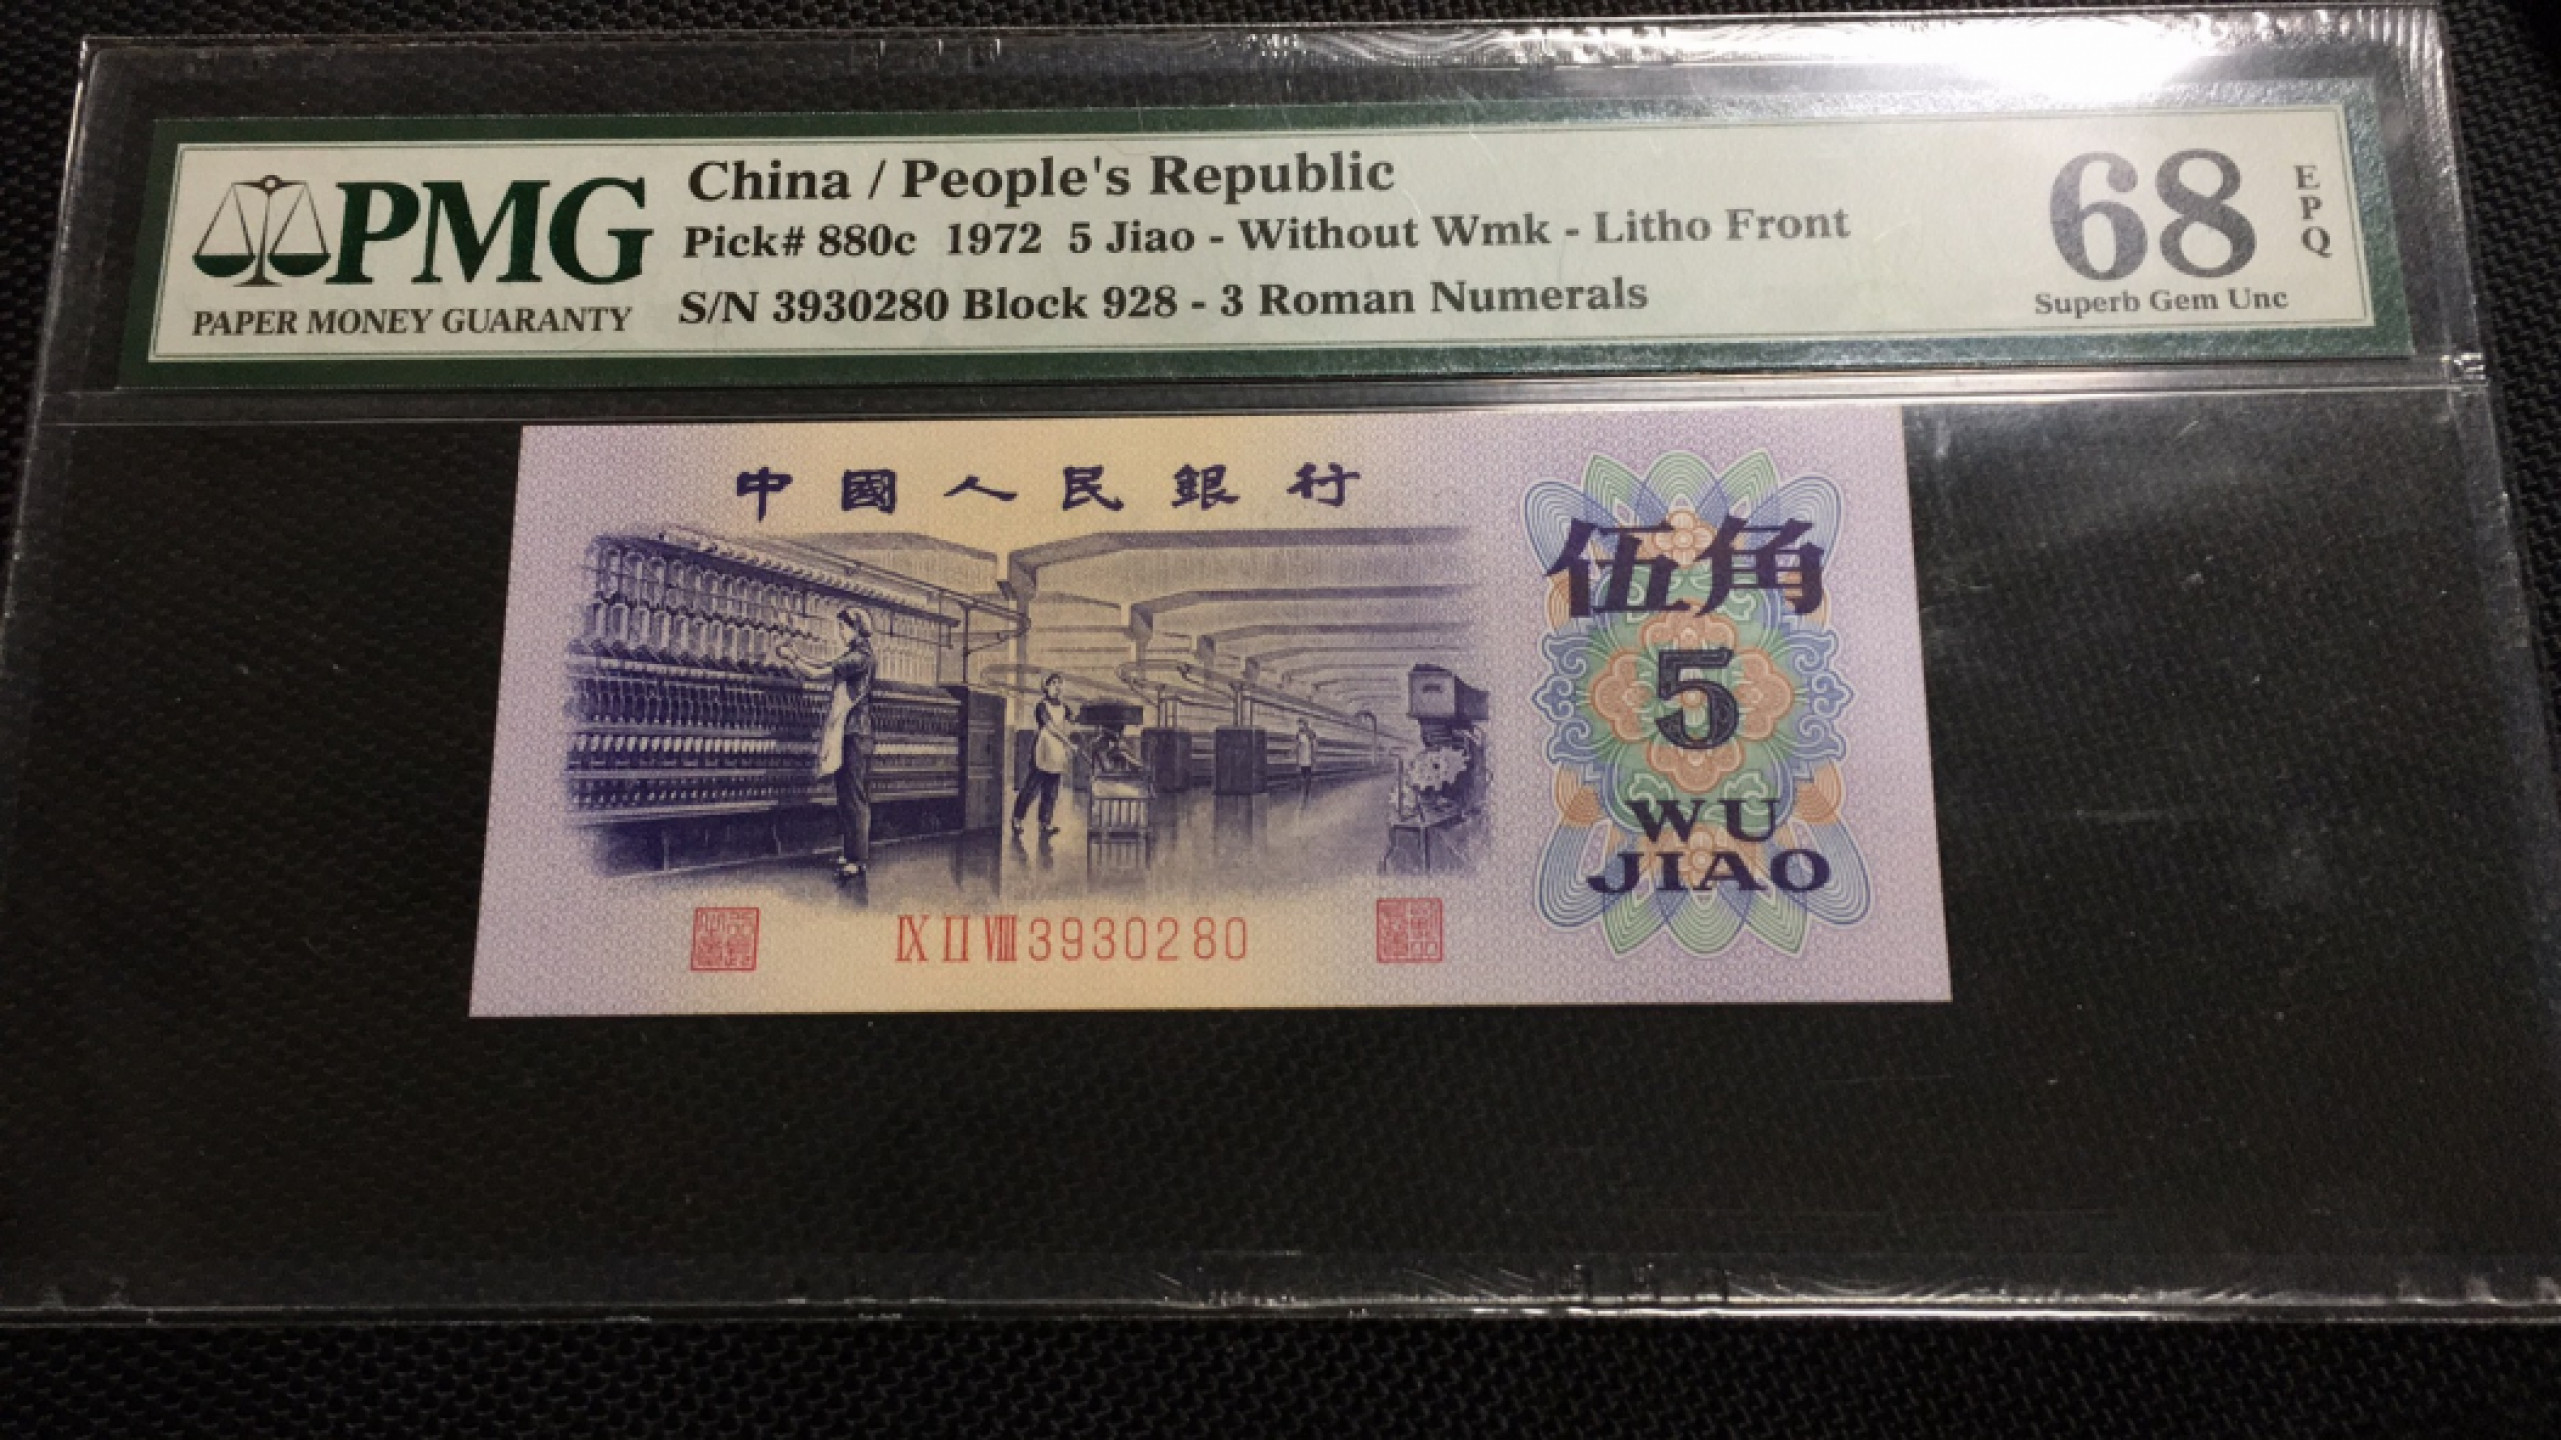 PMG
PAPER MONEY GUARANTY
China / People's Republic
Pick# 880c 1972 5 Jiao - Without Wmk - Litho Front
S/N 3930280 Block 928 - 3 Roman Numerals
68
EPQ
Superb Gem Unc
中國人民銀行
伍角
5
WU
JIAO
IX II VIII 3930280